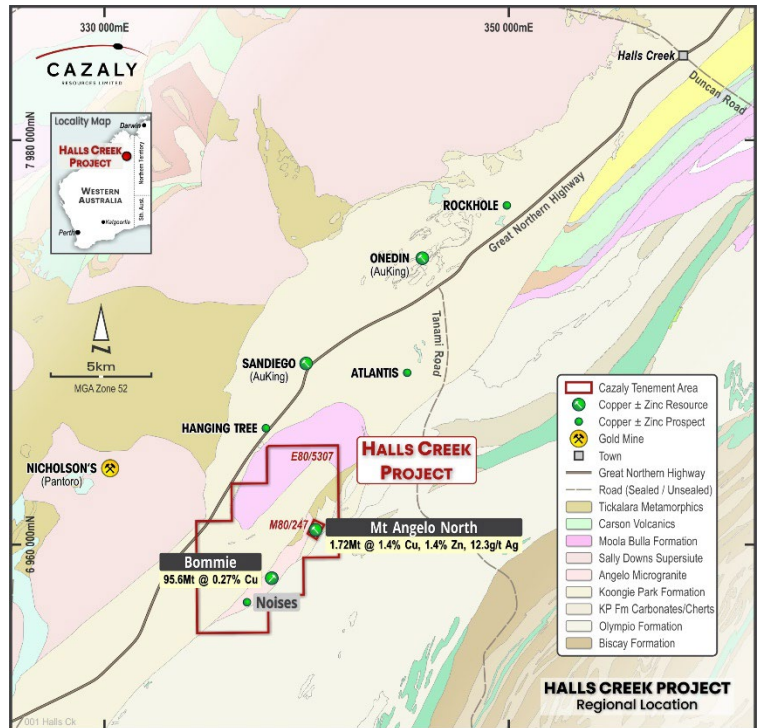 330 000mE
350 000mE
CAZALY
RESOURCES LIMITED
Halls Creek
Duncan Road
Locality Map
Darwin
HALLS CREEK
PROJECT
Northern Territory
WESTERN
AUSTRALIA
Kalgoorlie
Perth
Sth. Aust.
7 980 000mN
ROCKHOLE
Great Northern Highway
ONEDIN
(AuKing)
Tanami Road
N
5km
MGA Zone 52
SANDIEGO
(AuKing)
ATLANTIS
HANGING TREE
E80/5307
HALLS CREEK
PROJECT
NICHOLSON'S
(Pantoro)
M80/247
Mt Angelo North
1.72Mt @ 1.4% Cu, 1.4% Zn, 12.3g/t Ag
6 960 000mN
Bommie
95.6Mt @ 0.27% Cu
Noises
Cazaly Tenement Area
Copper ± Zinc Resource
Copper ± Zinc Prospect
Gold Mine
Town
Great Northern Highway
Road (Sealed / Unsealed)
Tickalara Metamorphics
Carson Volcanics
Moola Bulla Formation
Sally Downs Supersiute
Angelo Microgranite
Koongie Park Formation
KP Fm Carbonates/Cherts
Olympio Formation
Biscay Formation
HALLS CREEK PROJECT
Regional Location
001 Halls Ck